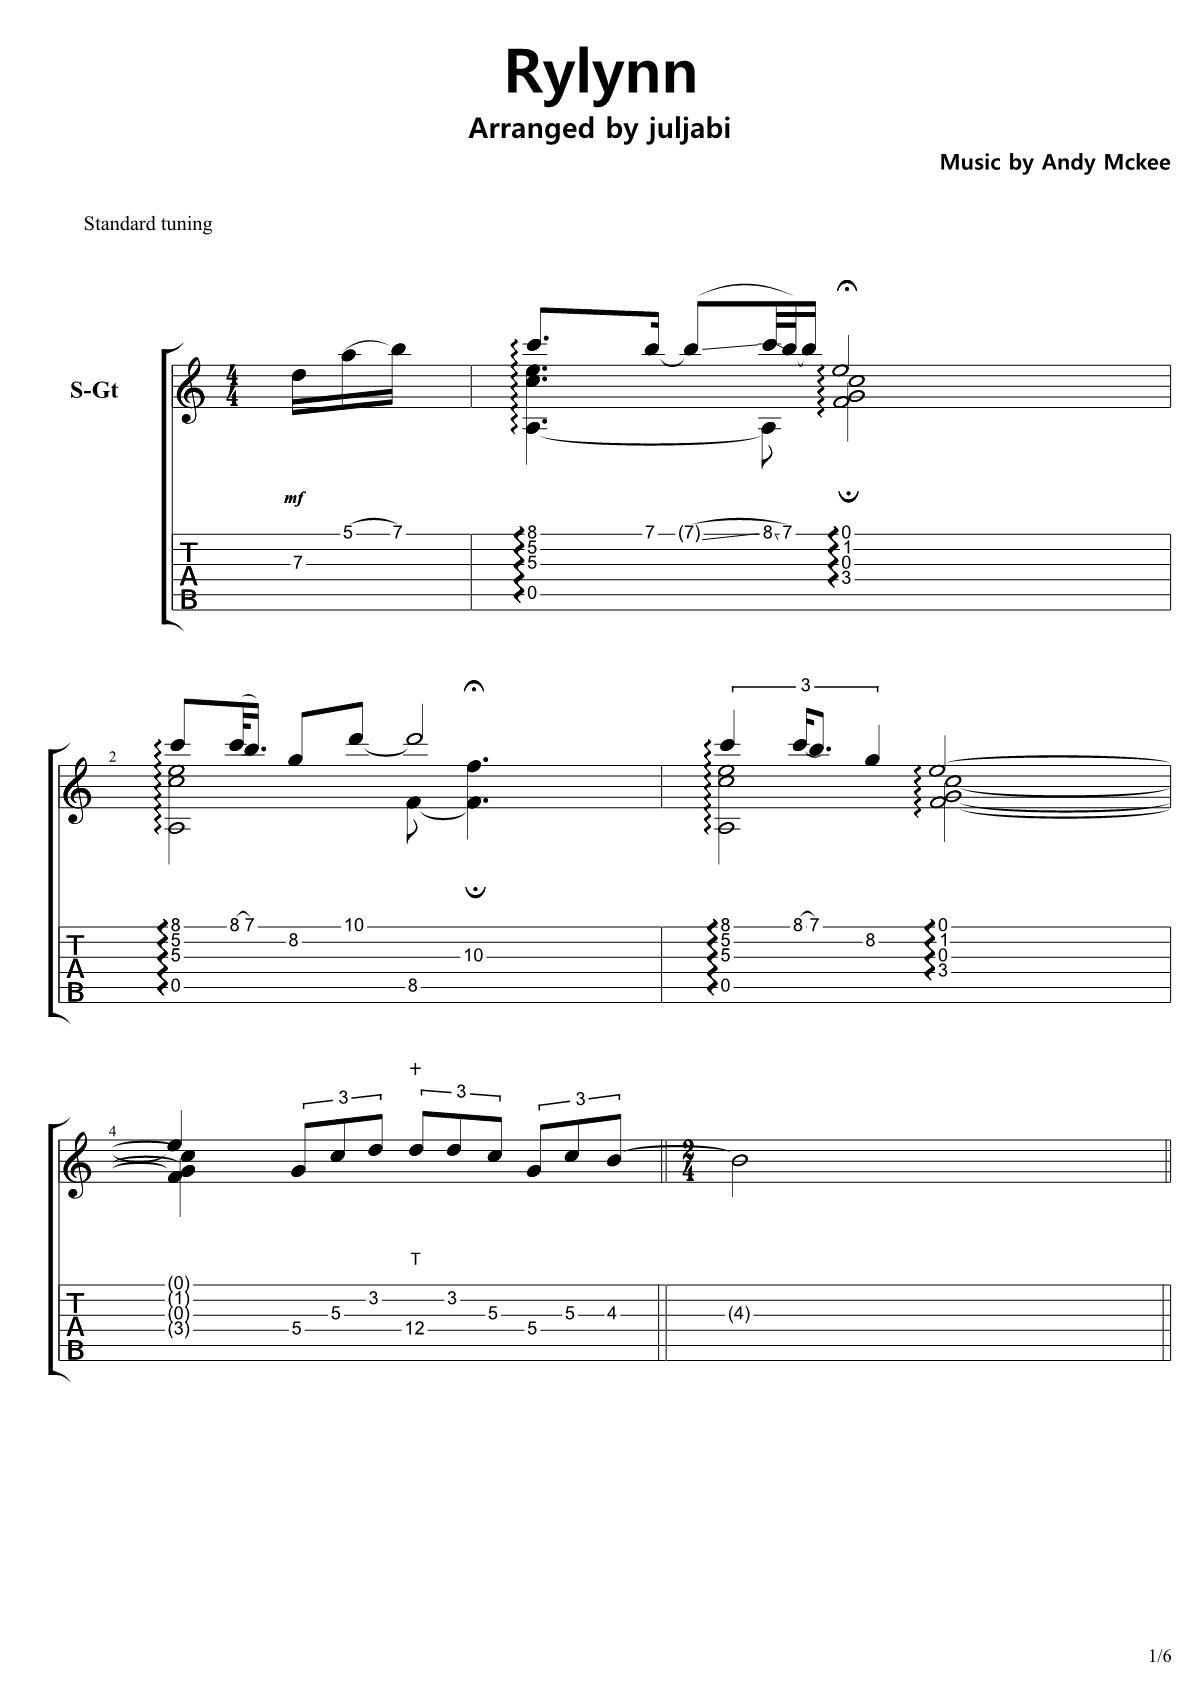 Rylynn
Arranged by juljabi
Music by Andy Mckee
Standard tuning
S-Gt
4
4
mf
T
A
B
7 5 7
8 7 (7) 8 7 0
5 1
5 0
3
0
3
2
8 8 7 10 8 8 7 0
5 8 5 8 1
5 10 5 0
3
0 8 0
T
A
B
+
3 3 3
4
2
4
T
(0)
(1) 3 3
(0) 5 5 5 4 (4)
(3) 5 12 5
T
A
B
1/6